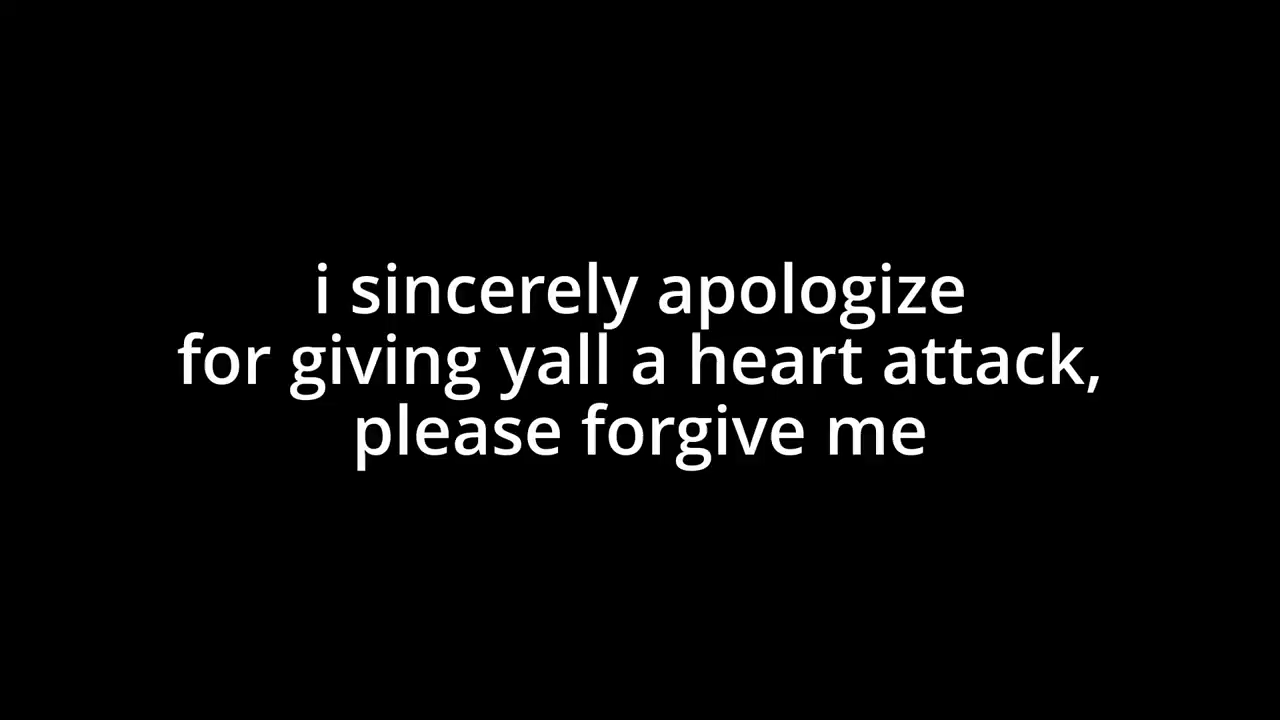 i sincerely apologize
for giving yall a heart attack,
please forgive me